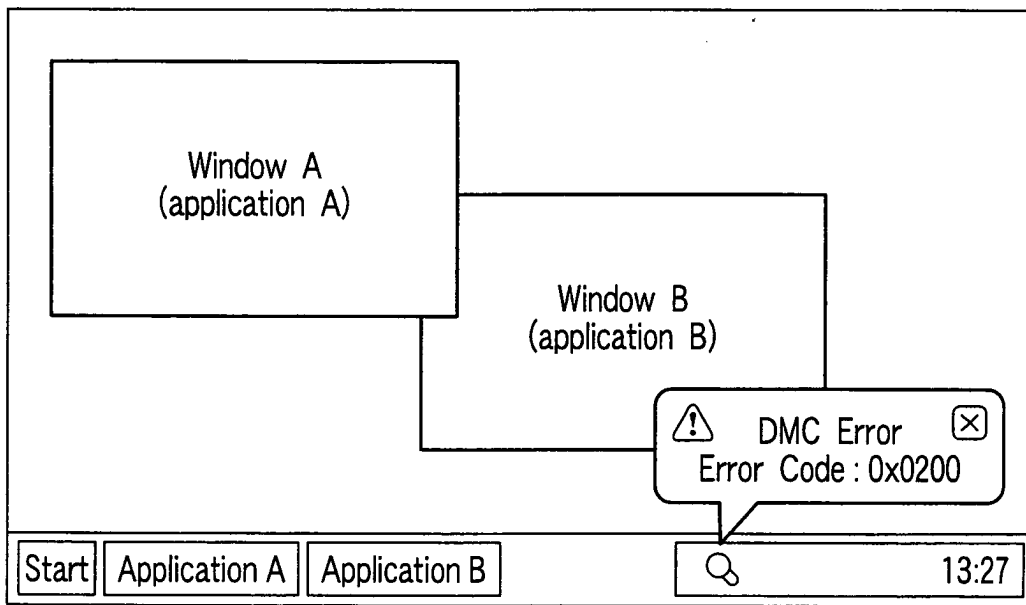 Window A
(application A)
Window B
(application B)
DMC Error
Error Code : 0x0200
Start
Application A
Application B
13:27